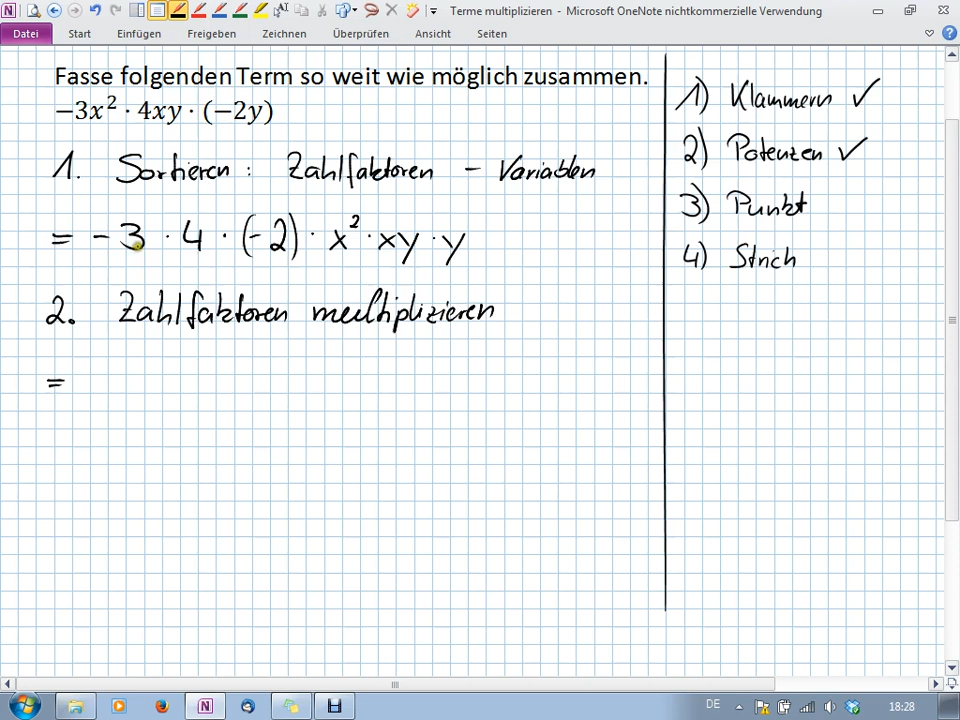 Terme multiplizieren - Microsoft OneNote nichtkommerzielle Verwendung
Datei Start Einfügen Freigeben Zeichnen Überprüfen Ansicht Seiten
Fasse folgenden Term so weit wie möglich zusammen.
−3x² · 4xy · (−2y)
1. Sortieren : Zahlfaktoren - Variablen
= - 3 · 4 · (-2) · x² · xy · y
2. Zahlfaktoren multiplizieren
=
1) Klammern ✓
2) Potenzen ✓
3) Punkt
4) Strich
DE 18:28